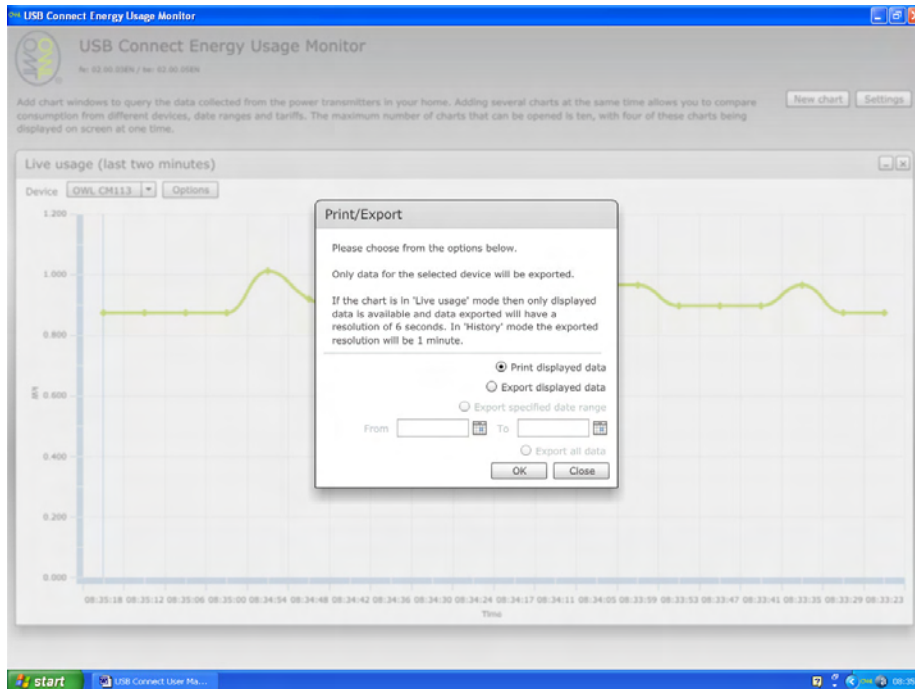 USB Connect Energy Usage Monitor
USB Connect Energy Usage Monitor
Add chart windows to query the data collected from the power transmitters in your home. Adding several charts at the same time allows you to compare
consumption from different devices, date ranges and tariffs. The maximum number of charts that can be opened is ten, with four of these charts being
displayed on screen at one time.
New chart Settings
Live usage (last two minutes)
Device OWL CM113 Options
Print/Export
Please choose from the options below.
Only data for the selected device will be exported.
If the chart is in 'Live usage' mode then only displayed
data is available and data exported will have a
resolution of 6 seconds. In 'History' mode the exported
resolution will be 1 minute.
Print displayed data
Export displayed data
Export specified date range
From To
Export all data
OK Close
1.200
1.000
0.800
0.600
0.400
0.200
0.000
08:35:18 08:35:12 08:35:06 08:35:00 08:34:54 08:34:48 08:34:42 08:34:36 08:34:30 08:34:24 08:34:17 08:34:11 08:34:05 08:33:59 08:33:53 08:33:47 08:33:41 08:33:35 08:33:29 08:33:23
Time
start USB Connect User Ma... 08:35